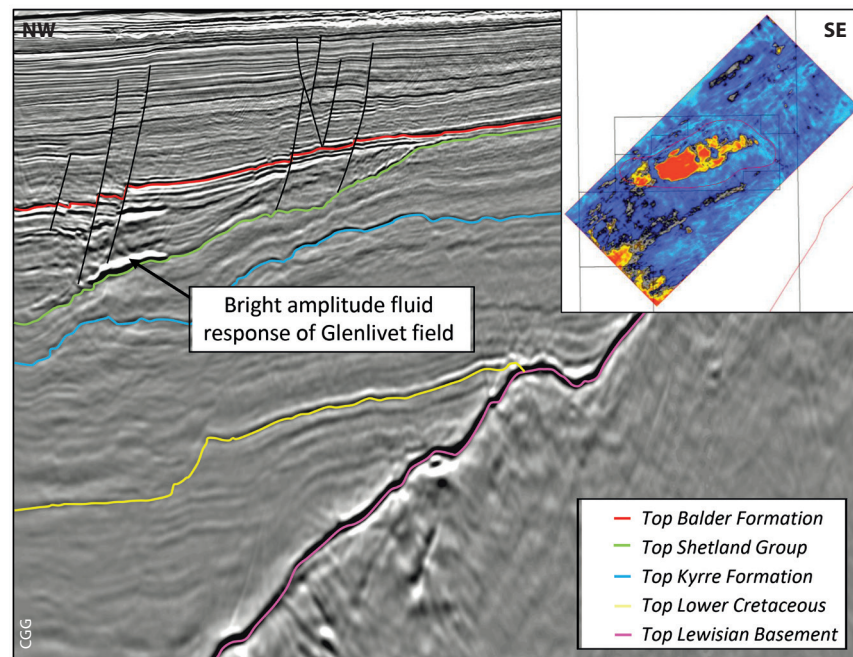 NW
SE
Bright amplitude fluid
response of Glenlivet field
Top Balder Formation
Top Shetland Group
Top Kyrre Formation
Top Lower Cretaceous
Top Lewisian Basement
CGG